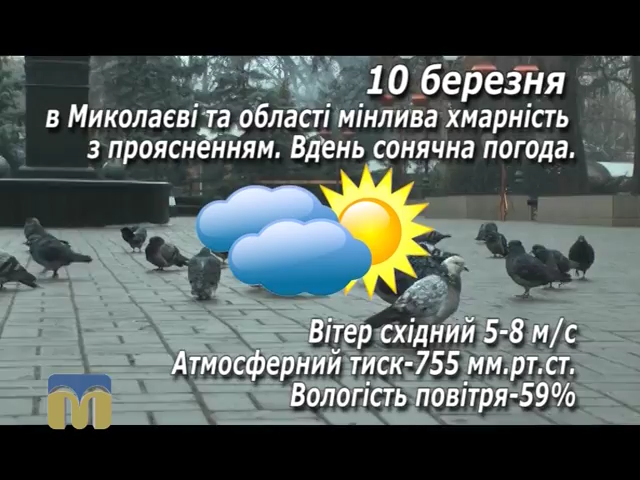 10 березня
в Миколаєві та області мінлива хмарність
з проясненням. Вдень сонячна погода.
Вітер східний 5-8 м/с
Атмосферний тиск-755 мм.рт.ст.
Вологість повітря-59%
М